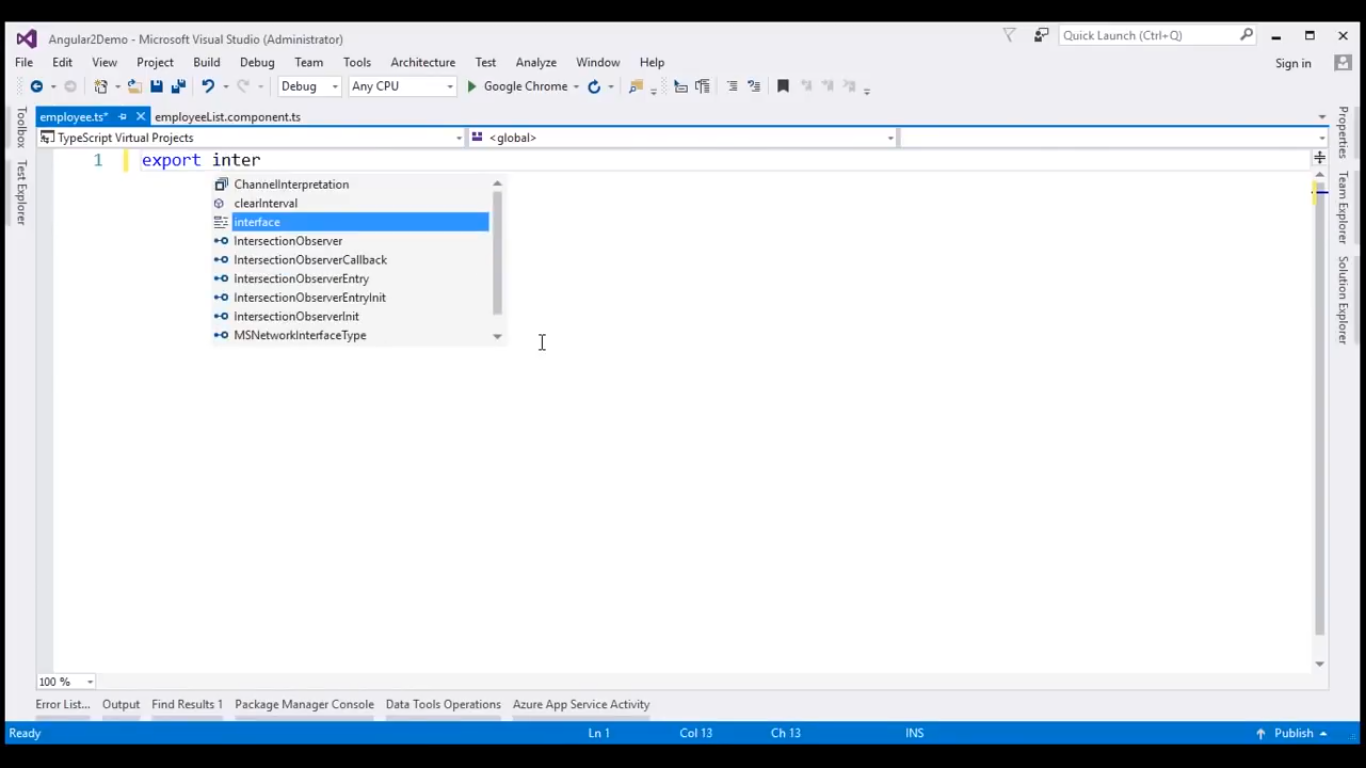 Angular2Demo - Microsoft Visual Studio (Administrator)
Quick Launch (Ctrl+Q)
File Edit View Project Build Debug Team Tools Architecture Test Analyze Window Help
Sign in
Debug Any CPU Google Chrome
employee.ts* employeeList.component.ts
TypeScript Virtual Projects <global>
Toolbox
Test Explorer
Properties
Team Explorer
Solution Explorer
1 export inter
ChannelInterpretation
clearInterval
interface
IntersectionObserver
IntersectionObserverCallback
IntersectionObserverEntry
IntersectionObserverEntryInit
IntersectionObserverInit
MSNetworkInterfaceType
100 %
Error List... Output Find Results 1 Package Manager Console Data Tools Operations Azure App Service Activity
Ready Ln 1 Col 13 Ch 13 INS Publish